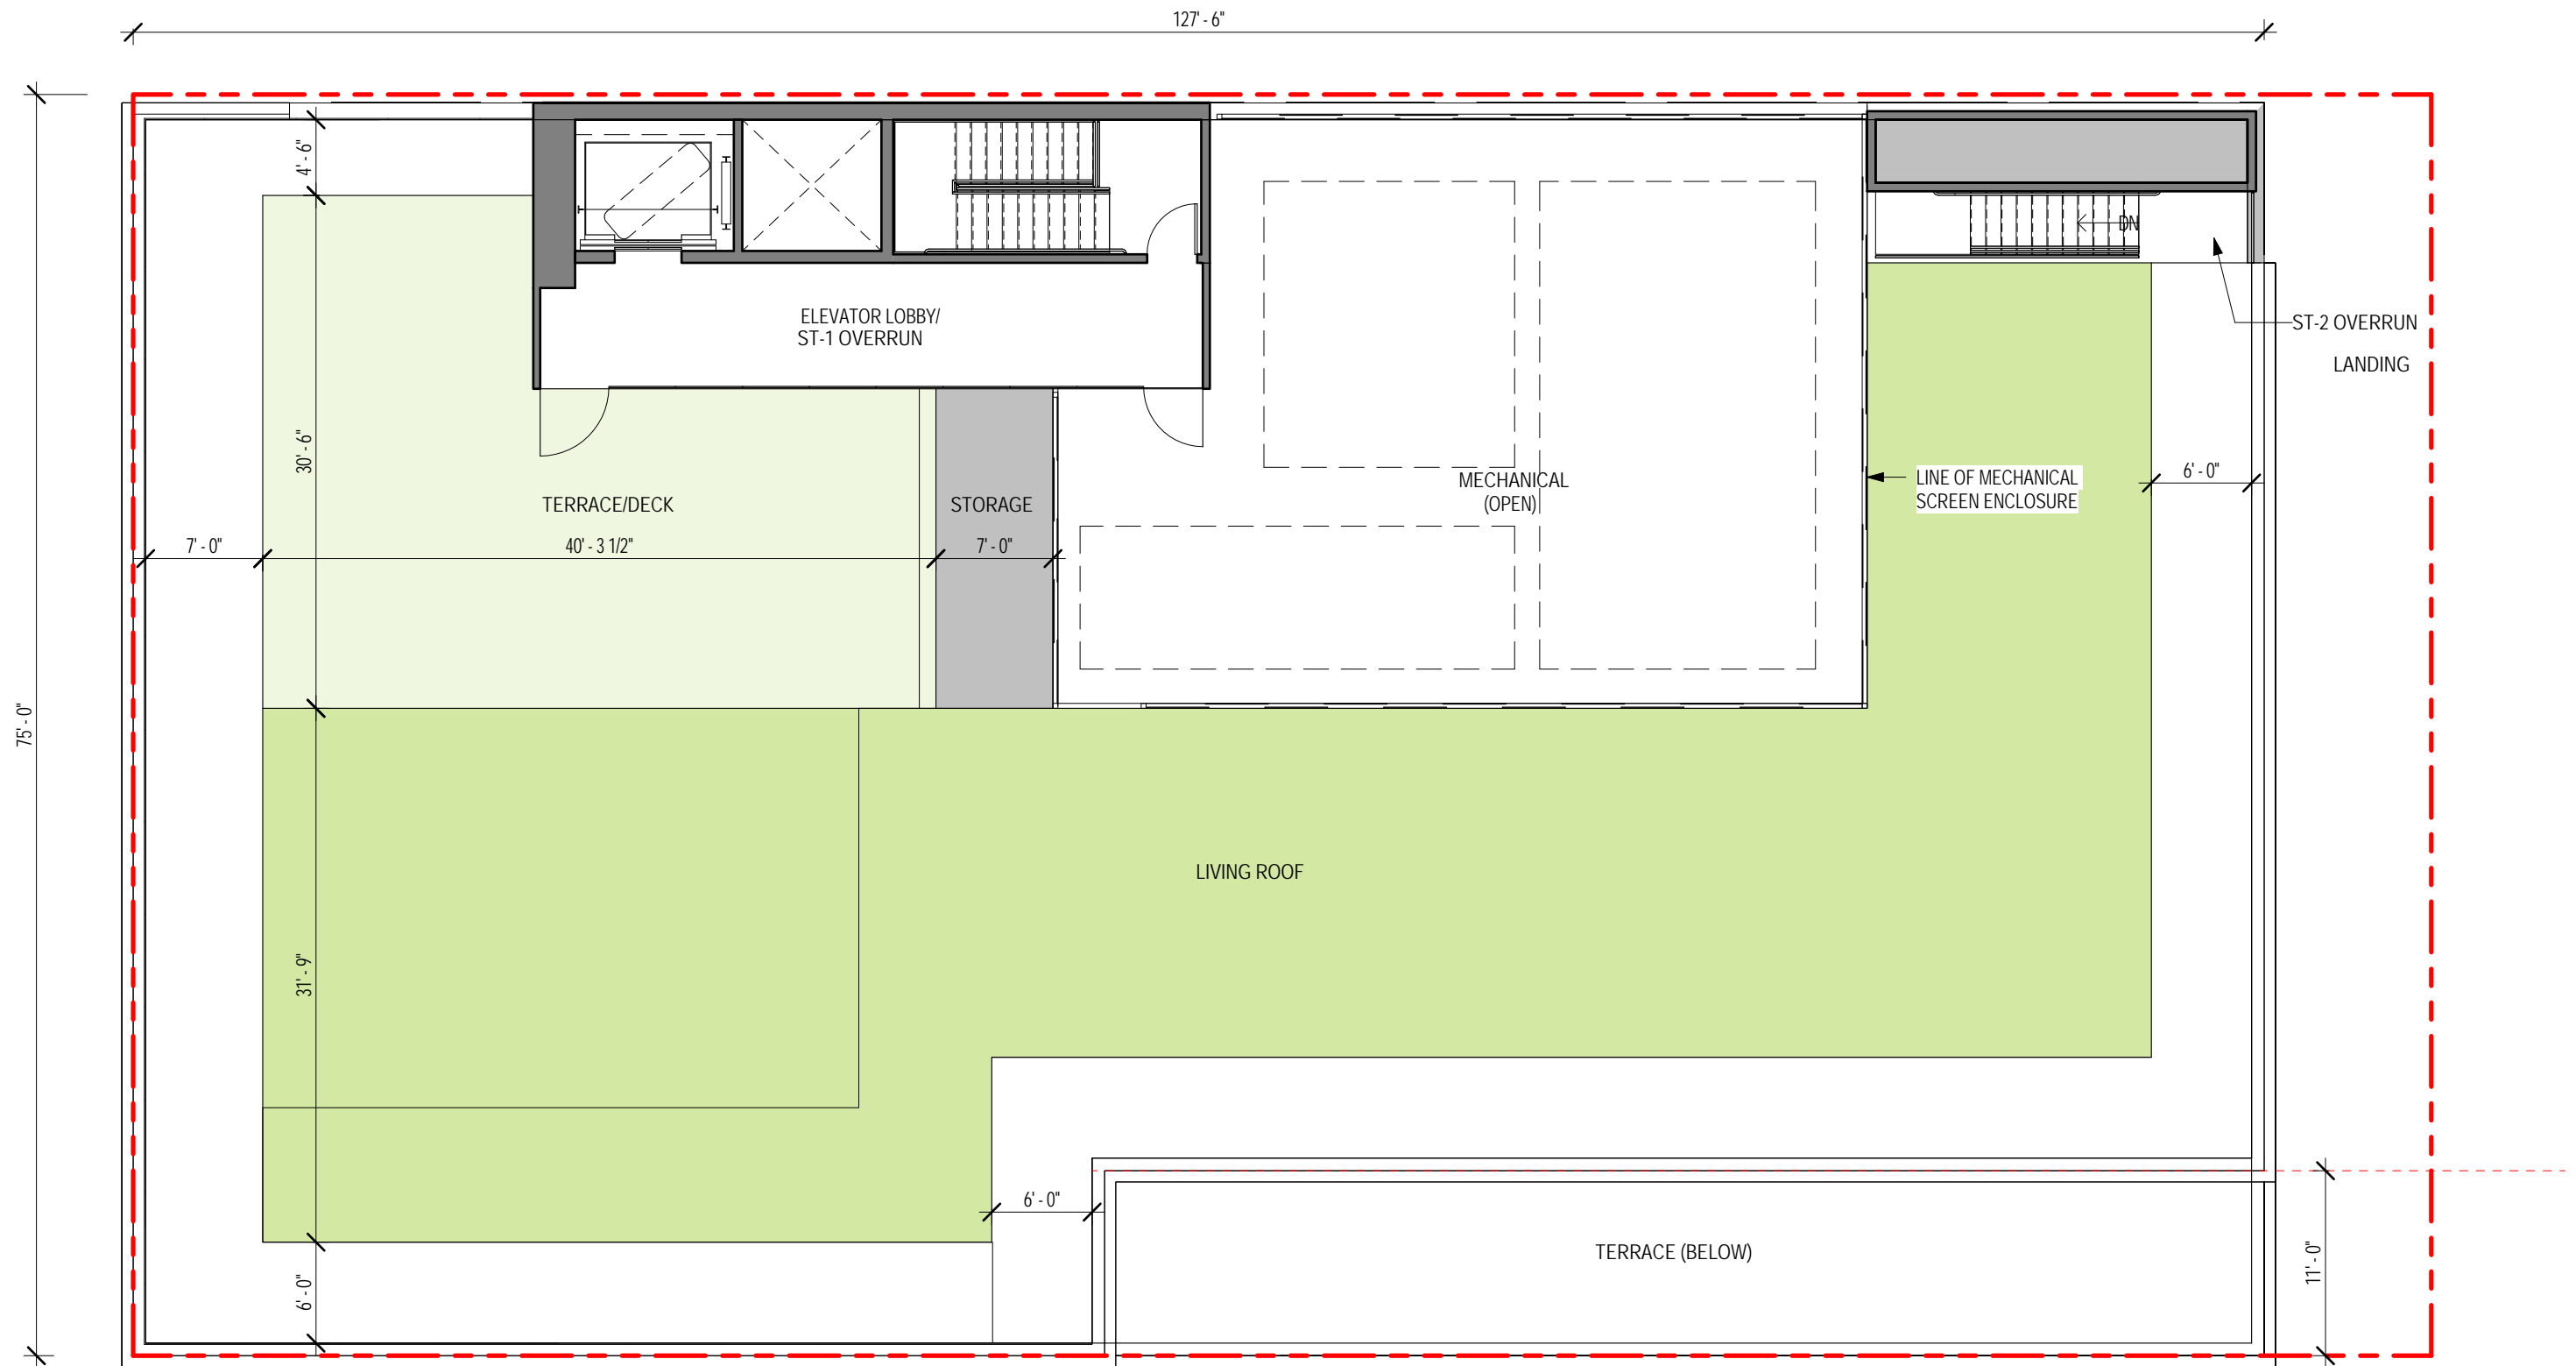 127' - 6"
4' - 6"
DN
ELEVATOR LOBBY/
ST-1 OVERRUN
ST-2 OVERRUN
LANDING
30' - 6"
6' - 0"
MECHANICAL
(OPEN)
LINE OF MECHANICAL
SCREEN ENCLOSURE
TERRACE/DECK
STORAGE
7' - 0"
40' - 3 1/2"
7' - 0"
75' - 0"
LIVING ROOF
31' - 9"
6' - 0"
TERRACE (BELOW)
6' - 0"
11' - 0"